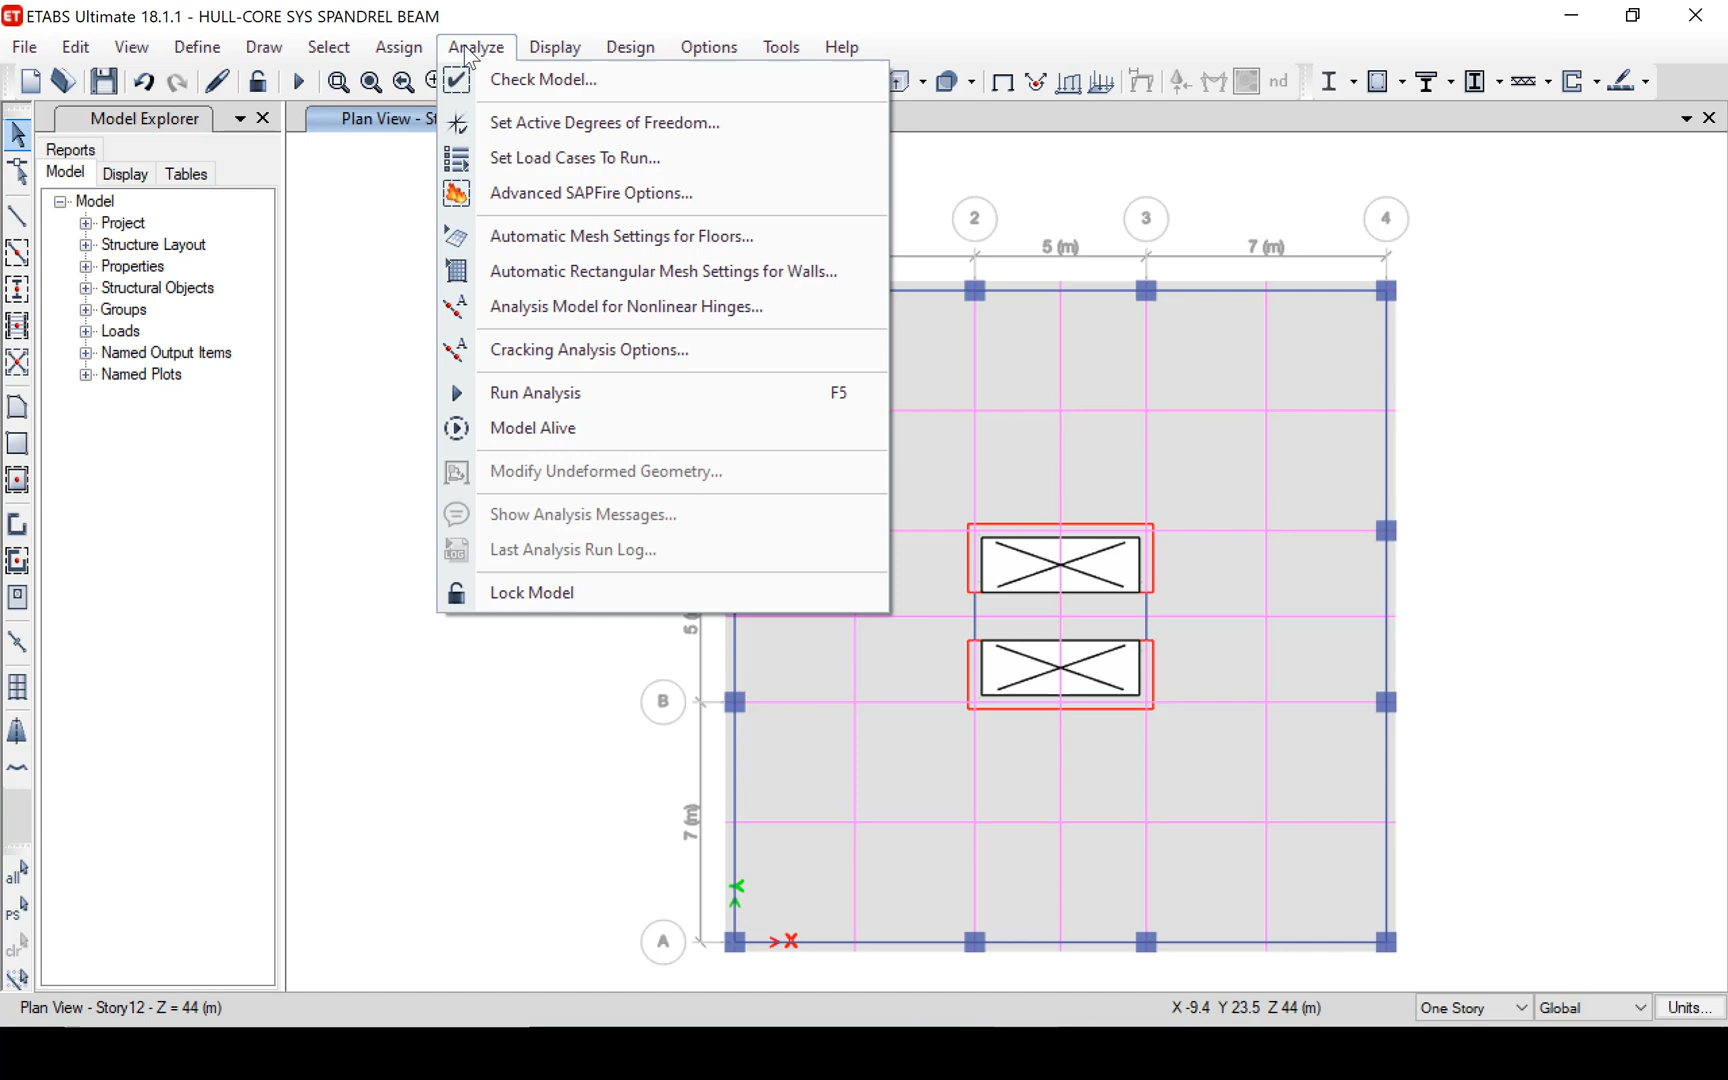 ETABS Ultimate 18.1.1 - HULL-CORE SYS SPANDREL BEAM
File Edit View Define Draw Select Assign Analyze Display Design Options Tools Help
nd
Model Explorer
Plan View - St
Reports
Model Display Tables
Model
Project
Structure Layout
Properties
Structural Objects
Groups
Loads
Named Output Items
Named Plots
all
PS
clr
Check Model...
Set Active Degrees of Freedom...
Set Load Cases To Run...
Advanced SAPFire Options...
Automatic Mesh Settings for Floors...
Automatic Rectangular Mesh Settings for Walls...
Analysis Model for Nonlinear Hinges...
Cracking Analysis Options...
Run Analysis F5
Model Alive
Modify Undeformed Geometry...
Show Analysis Messages...
LOG Last Analysis Run Log...
Lock Model
2 3 4
5 (m) 7 (m)
B
7 (m)
A
X
Plan View - Story12 - Z = 44 (m)
X -9.4 Y 23.5 Z 44 (m)
One Story
Global
Units...